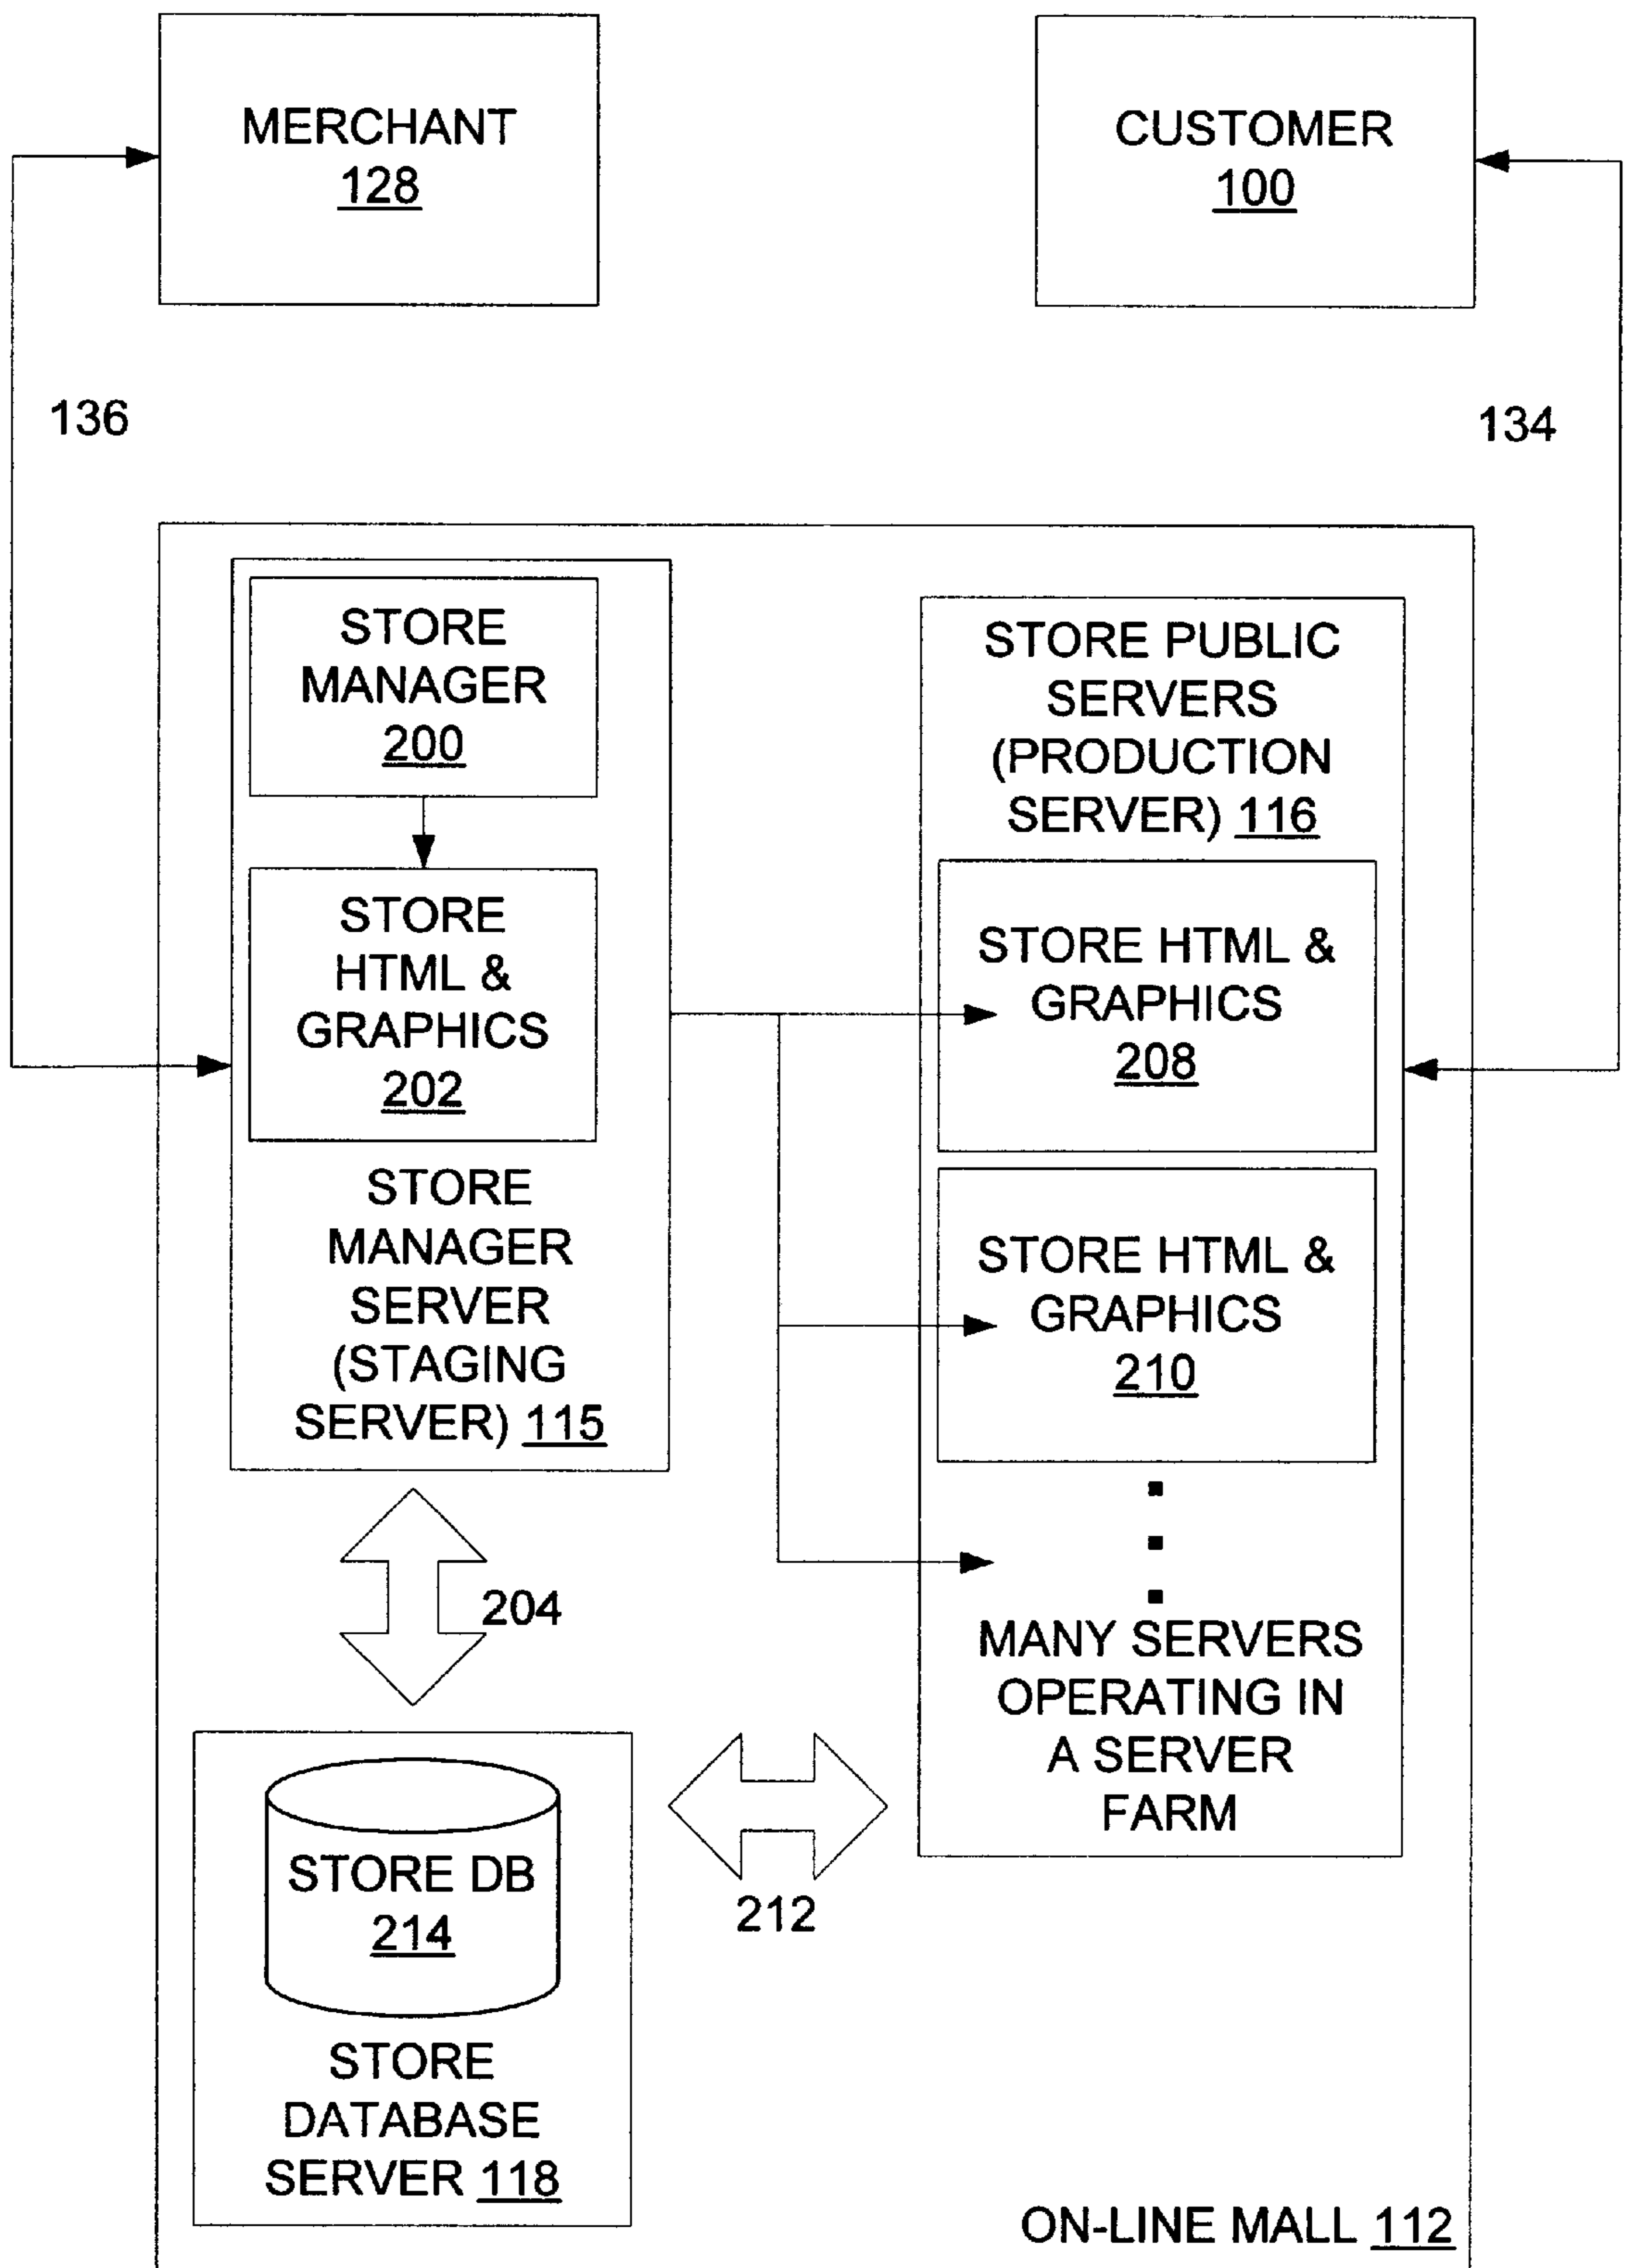 MERCHANT
128
CUSTOMER
100
136
134
STORE
MANAGER
200
STORE
HTML &
GRAPHICS
202
STORE
MANAGER
SERVER
(STAGING
SERVER) 115
STORE PUBLIC
SERVERS
(PRODUCTION
SERVER) 116
STORE HTML &
GRAPHICS
208
STORE HTML &
GRAPHICS
210
MANY SERVERS
OPERATING IN
A SERVER
FARM
204
212
STORE DB
214
STORE
DATABASE
SERVER 118
ON-LINE MALL 112